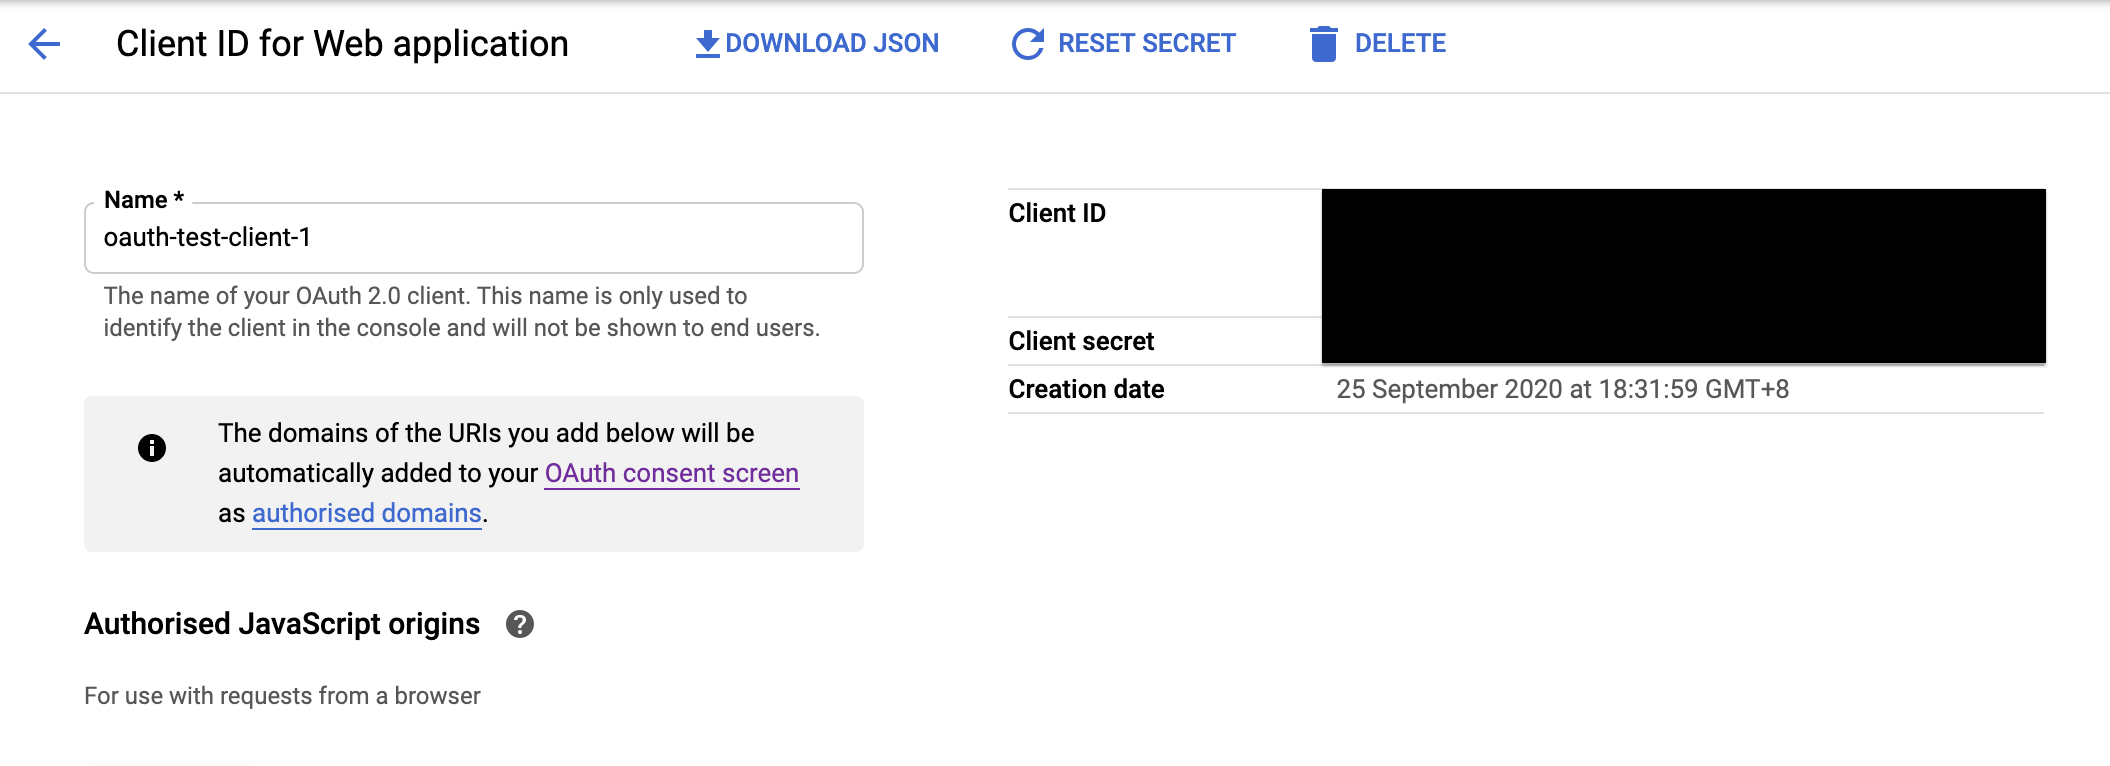 Client ID for Web application
DOWNLOAD JSON
RESET SECRET
DELETE
Name *
oauth-test-client-1
The name of your OAuth 2.0 client. This name is only used to
identify the client in the console and will not be shown to end users.
The domains of the URIs you add below will be
automatically added to your OAuth consent screen
as authorised domains.
Authorised JavaScript origins
For use with requests from a browser
Client ID
Client secret
Creation date 25 September 2020 at 18:31:59 GMT+8